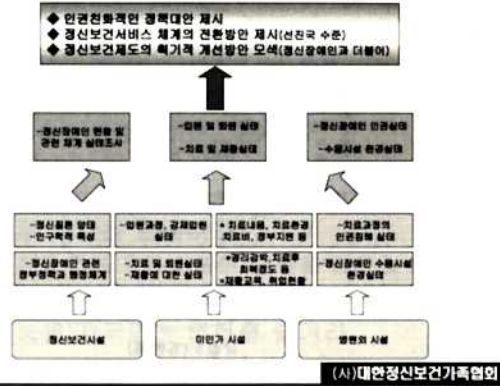 ◆ 인권친화적인 정책대안 제시
◆ 정신보건서비스 체계의 전환방안 제시(선진국 수준)
◆ 정신보건제도의 획기적 개선방안 모색(정신장애인과 더불어)
-정신장애인 현황 및
관련 체계 실태조사
-입원 및 퇴원 실태
-치료 및 재활실태
-정신장애인 인권실태
-수용시설 환경실태
-정신질환 양태
-인구학적 특성
-입원과정, 강제입원
실태
* 치료내용, 치료환경
치료비, 정부지원 등
-치료과정의
인권침해 실태
-정신장애인 관련
정부정책과 행정체계
-치료 및 퇴원실태
-재활에 대한 실태
*격리강박,치료후
회복정도 등
*재활교육, 취업현황
-정신장애인 수용시설
환경실태
정신보건시설
미인가 시설
병원외 시설
(사)대한정신보건가족협회